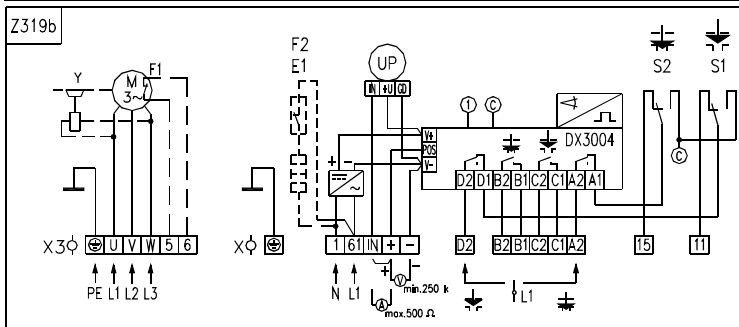 Z319b
Y
M
3~
F1
F2
E1
UP
IN +U GD
1 C
V+
POS
V-
DX3004
S2 S1
+ -
D2 D1 B2 B1 C2 C1 A2 A1
C
X3 U V W 5 6
X 1 61 IN + -
D2 B2 B1 C2 C1 A2
15 11
PE L1 L2 L3
N L1
+ V -
min.250 k
A
max.500 Ω
L1